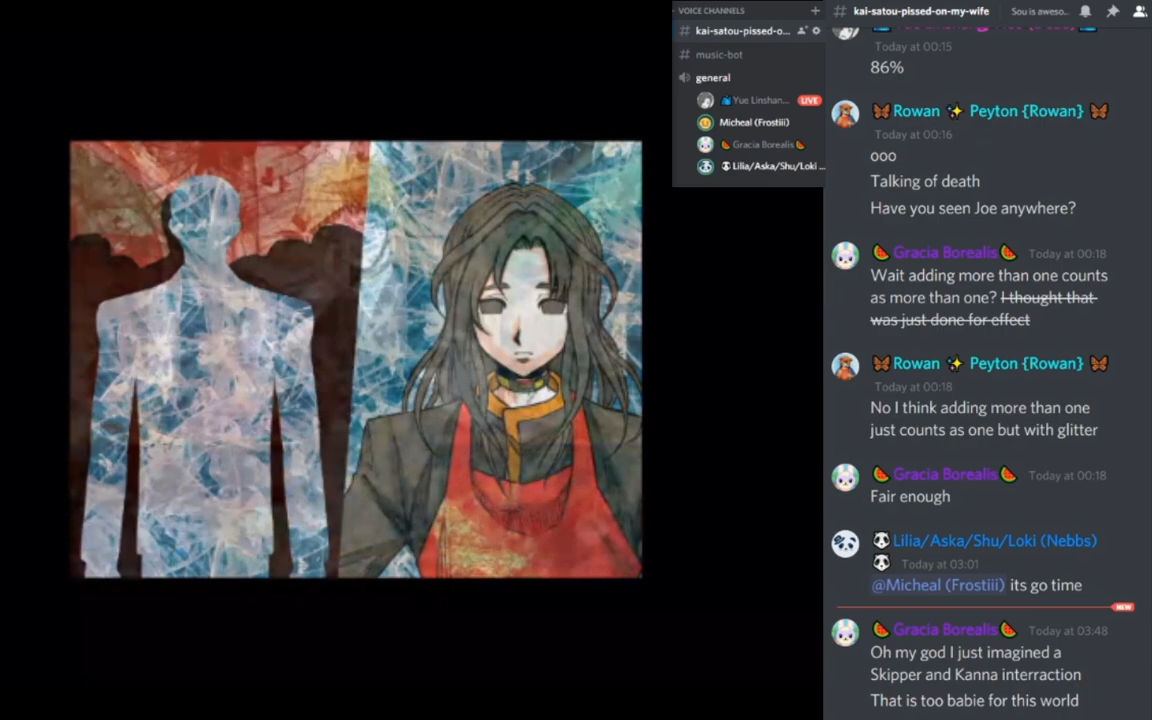 VOICE CHANNELS
# kai-satou-pissed-o...
# music-bot
general
Yue Linshan... LIVE
Micheal (Frostiii)
🍉Gracia Borealis🍉
🐼Lilia/Aska/Shu/Loki ...
# kai-satou-pissed-on-my-wife
Sou is aweso...
Today at 00:15
86%
🦋Rowan ✨ Peyton {Rowan} 🦋
Today at 00:16
ooo
Talking of death
Have you seen Joe anywhere?
🍉Gracia Borealis🍉 Today at 00:18
Wait adding more than one counts
as more than one? I thought that
was just done for effect
🦋Rowan ✨ Peyton {Rowan} 🦋
Today at 00:18
No I think adding more than one
just counts as one but with glitter
🍉Gracia Borealis🍉 Today at 00:18
Fair enough
🐼Lilia/Aska/Shu/Loki (Nebbs)
🐼 Today at 03:01
@Micheal (Frostiii) its go time
NEW
🍉Gracia Borealis🍉 Today at 03:48
Oh my god I just imagined a
Skipper and Kanna interraction
That is too babie for this world